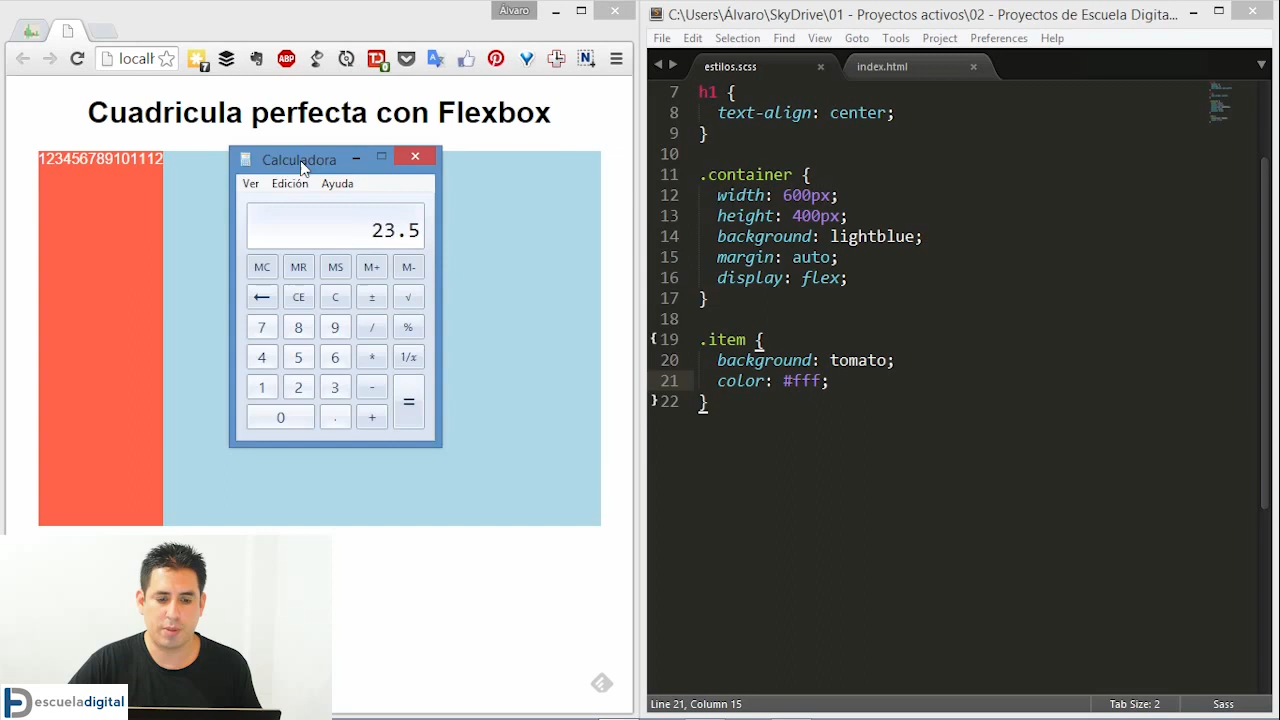 Álvaro
localh
7
ABP
9
N
Cuadricula perfecta con Flexbox
123456789101112
Calculadora
Ver Edición Ayuda
23.5
MC MR MS M+ M-
← CE C ± √
7 8 9 / %
4 5 6 * 1/x
1 2 3 - =
0 . +
escueladigital
C:\Users\Álvaro\SkyDrive\01 - Proyectos activos\02 - Proyectos de Escuela Digita...
File Edit Selection Find View Goto Tools Project Preferences Help
estilos.scss index.html
7 h1 {
8 text-align: center;
9 }
10
11 .container {
12 width: 600px;
13 height: 400px;
14 background: lightblue;
15 margin: auto;
16 display: flex;
17 }
18
19 .item {
20 background: tomato;
21 color: #fff;
22 }
Line 21, Column 15 Tab Size: 2 Sass